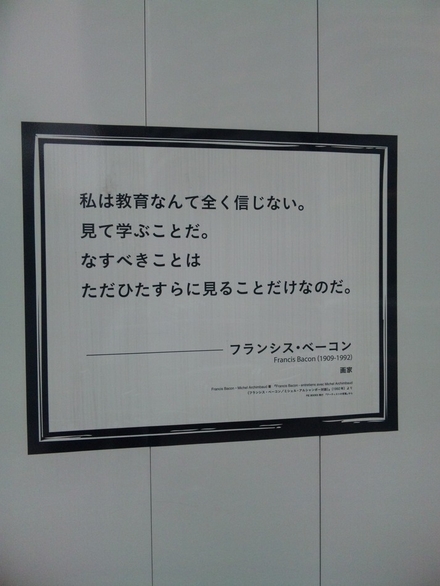 私は教育なんて全く信じない。
見て学ぶことだ。
なすべきことは
ただひたすらに見ることだけなのだ。
フランシス・ベーコン
Francis Bacon (1909-1992)
画家